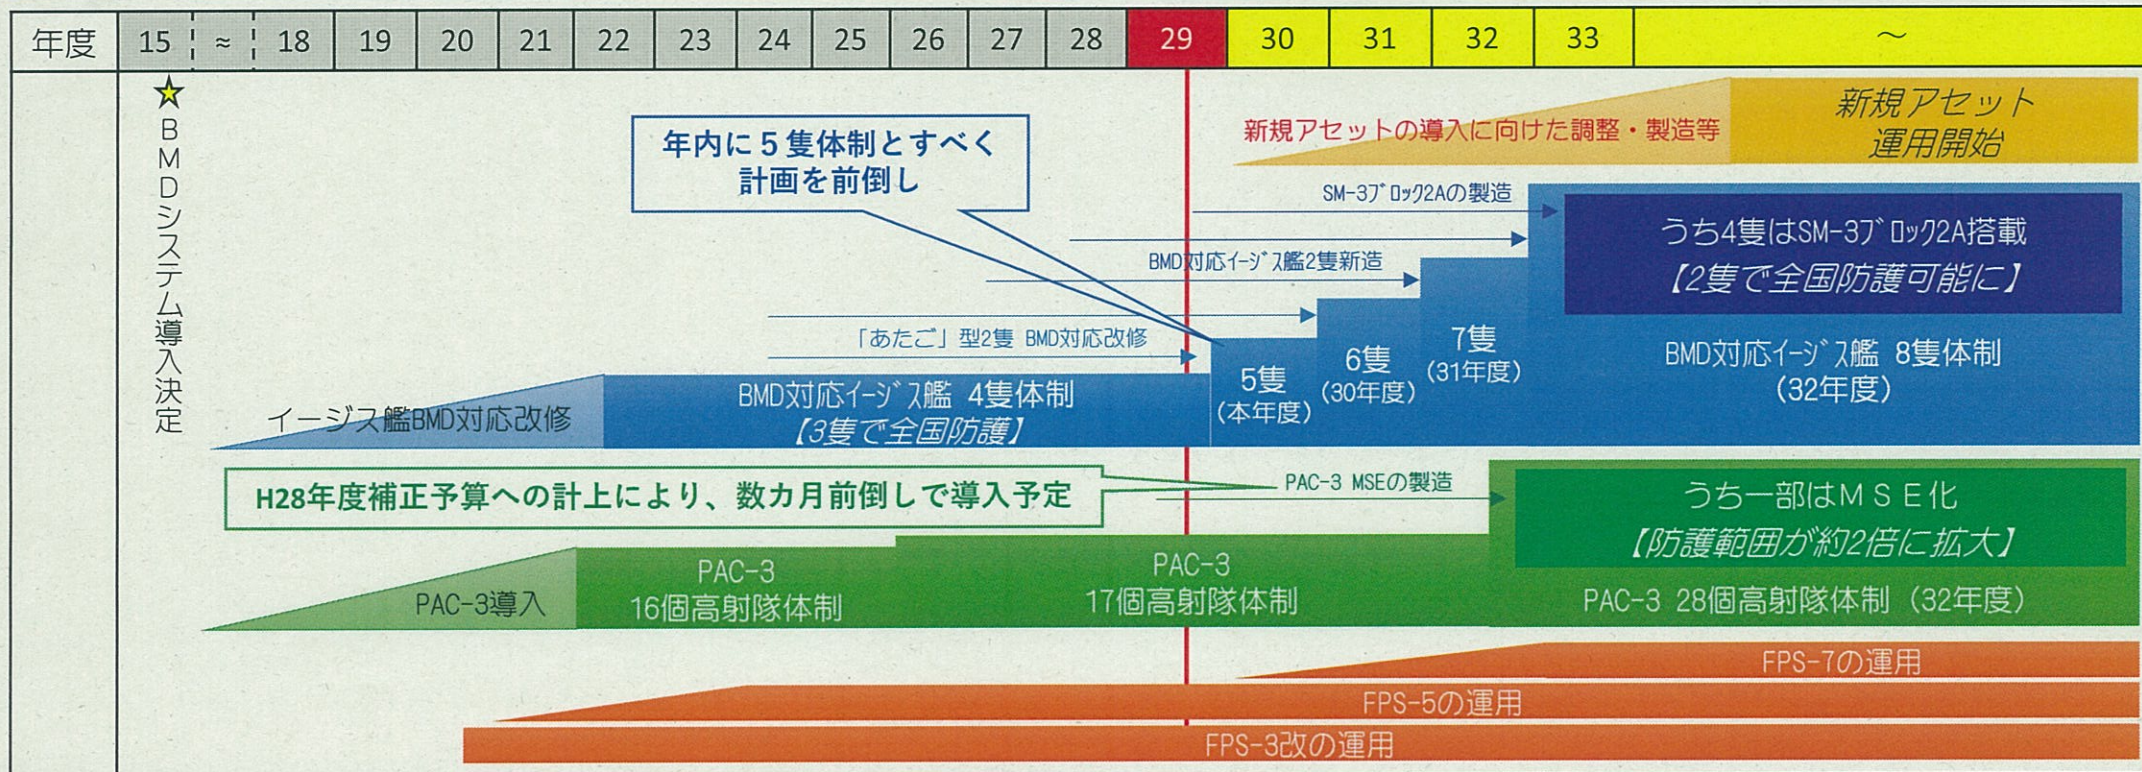 年度 15 ≈ 18 19 20 21 22 23 24 25 26 27 28 29 30 31 32 33 ～
☆BMDシステム導入決定
新規アセットの導入に向けた調整・製造等
新規アセット
運用開始
年内に5隻体制とすべく
計画を前倒し
SM-3ブロック2Aの製造
うち4隻はSM-3ブロック2A搭載
【2隻で全国防護可能に】
BMD対応イージス艦2隻新造
「あたご」型2隻 BMD対応改修
イージス艦BMD対応改修
BMD対応イージス艦 4隻体制
【3隻で全国防護】
5隻
(本年度)
6隻
(30年度)
7隻
(31年度)
BMD対応イージス艦 8隻体制
(32年度)
H28年度補正予算への計上により、数カ月前倒しで導入予定
PAC-3 MSEの製造
うち一部はＭＳＥ化
【防護範囲が約2倍に拡大】
PAC-3導入
PAC-3
16個高射隊体制
PAC-3
17個高射隊体制
PAC-3 28個高射隊体制（32年度）
FPS-7の運用
FPS-5の運用
FPS-3改の運用